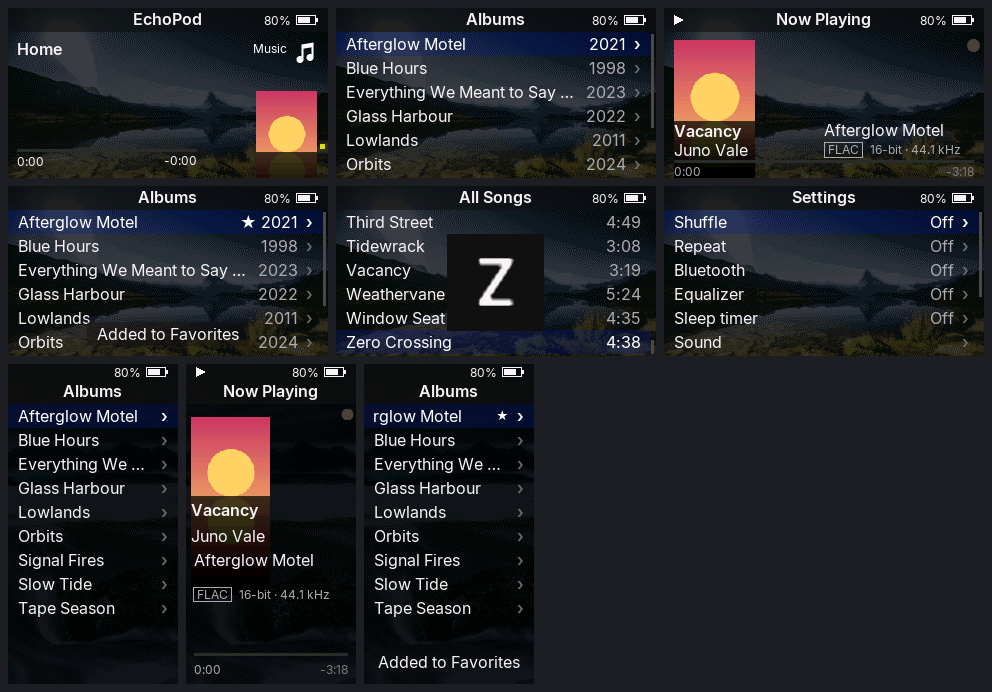 EchoPod 80%
Home
Music
0:00 -0:00
Albums 80%
Afterglow Motel 2021 ›
Blue Hours 1998 ›
Everything We Meant to Say ... 2023 ›
Glass Harbour 2022 ›
Lowlands 2011 ›
Orbits 2024 ›
Now Playing 80%
Vacancy
Juno Vale
Afterglow Motel
FLAC 16-bit · 44.1 kHz
0:00 -3:18
Albums 80%
Afterglow Motel ★ 2021 ›
Blue Hours 1998 ›
Everything We Meant to Say ... 2023 ›
Glass Harbour 2022 ›
Lowlands 2011 ›
Added to Favorites
Orbits 2024 ›
All Songs 80%
Third Street 4:49
Tidewrack 3:08
Vacancy 3:19
Weathervane 5:24
Window Seat 4:35
Zero Crossing 4:38
Z
Settings 80%
Shuffle Off ›
Repeat Off ›
Bluetooth Off ›
Equalizer Off ›
Sleep timer Off ›
Sound ›
80%
Albums
Afterglow Motel ›
Blue Hours ›
Everything We ... ›
Glass Harbour ›
Lowlands ›
Orbits ›
Signal Fires ›
Slow Tide ›
Tape Season ›
80%
Now Playing
Vacancy
Juno Vale
Afterglow Motel
FLAC 16-bit · 44.1 kHz
0:00 -3:18
80%
Albums
rglow Motel ★ ›
Blue Hours ›
Everything We ... ›
Glass Harbour ›
Lowlands ›
Orbits ›
Signal Fires ›
Slow Tide ›
Tape Season ›
Added to Favorites